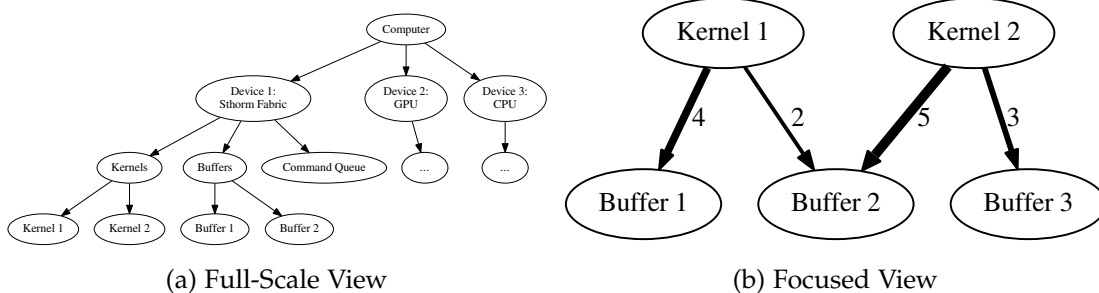 Computer
Device 1:
Sthorm Fabric
Device 2:
GPU
Device 3:
CPU
Kernels
Buffers
Command Queue
...
...
Kernel 1
Kernel 2
Buffer 1
Buffer 2
(a) Full-Scale View
Kernel 1
Kernel 2
4
2
5
3
Buffer 1
Buffer 2
Buffer 3
(b) Focused View